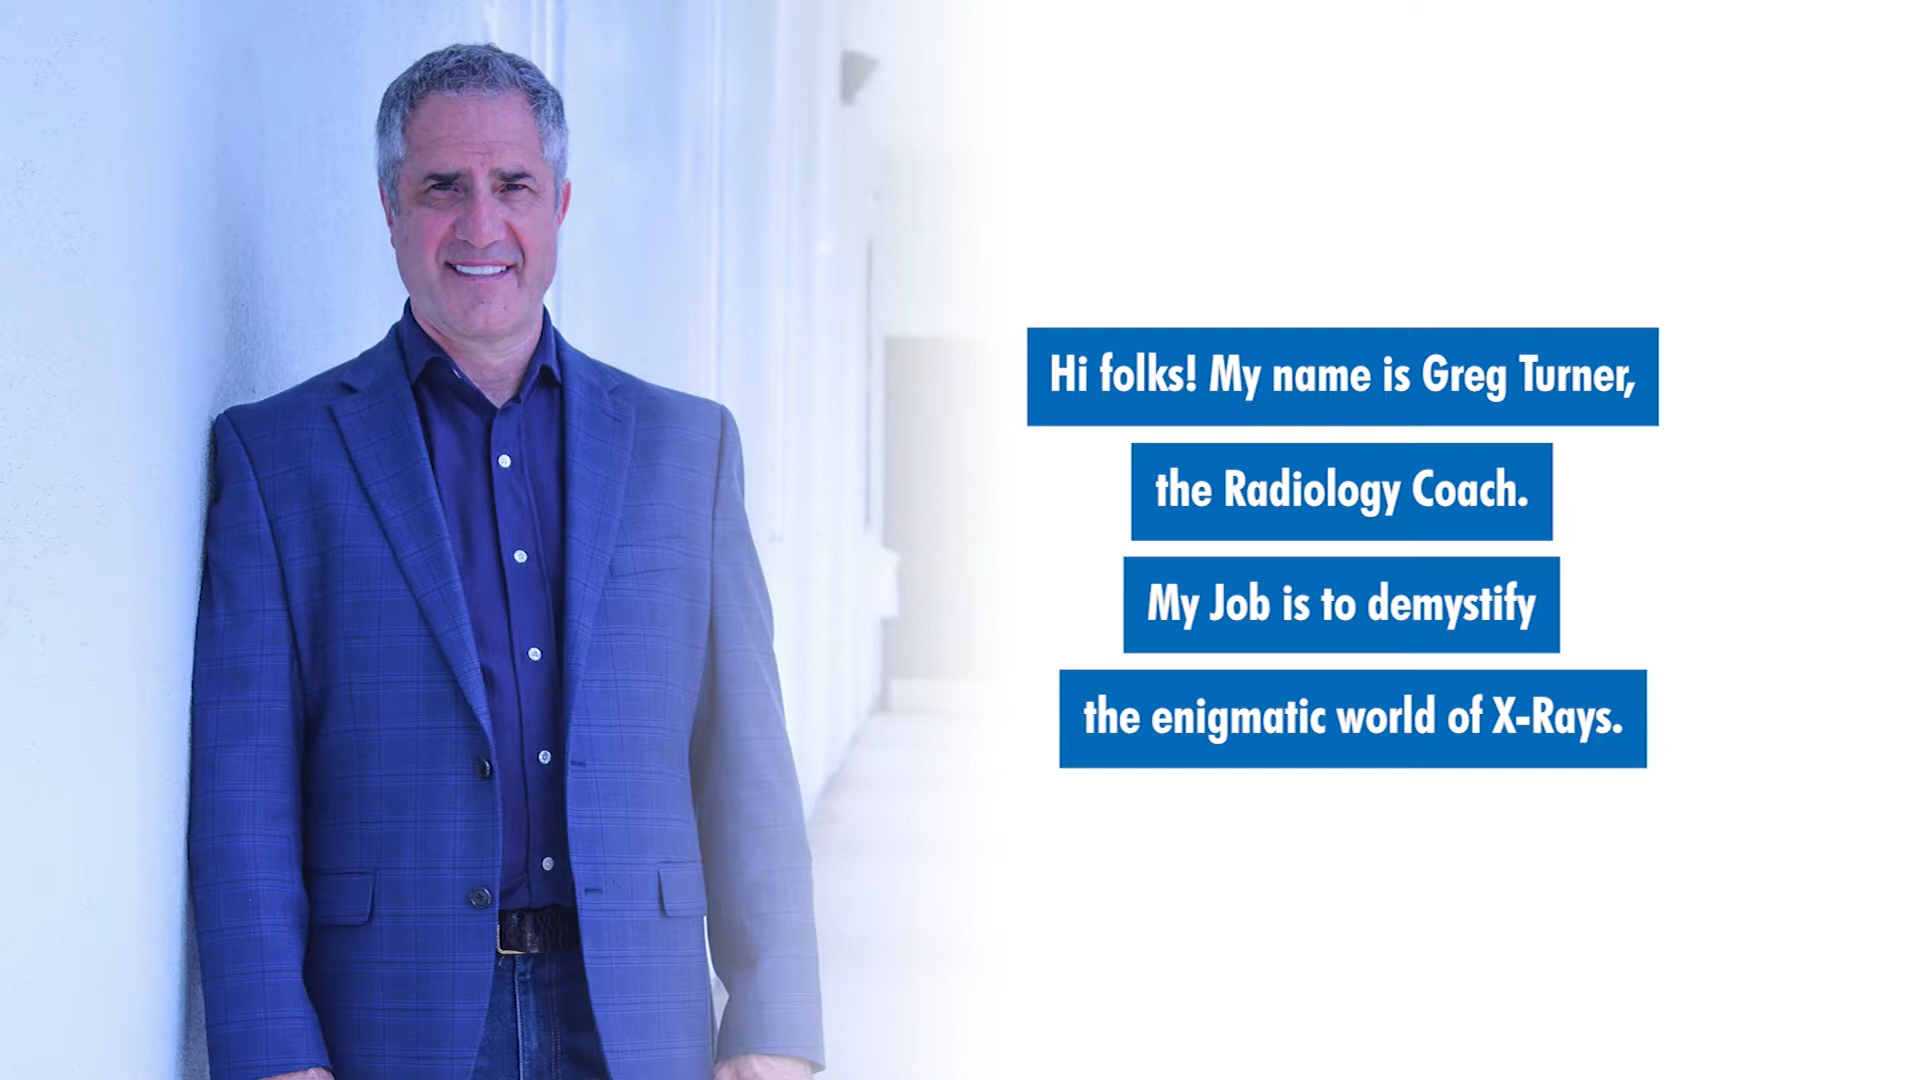 Hi folks! My name is Greg Turner,
the Radiology Coach.
My Job is to demystify
the enigmatic world of X-Rays.